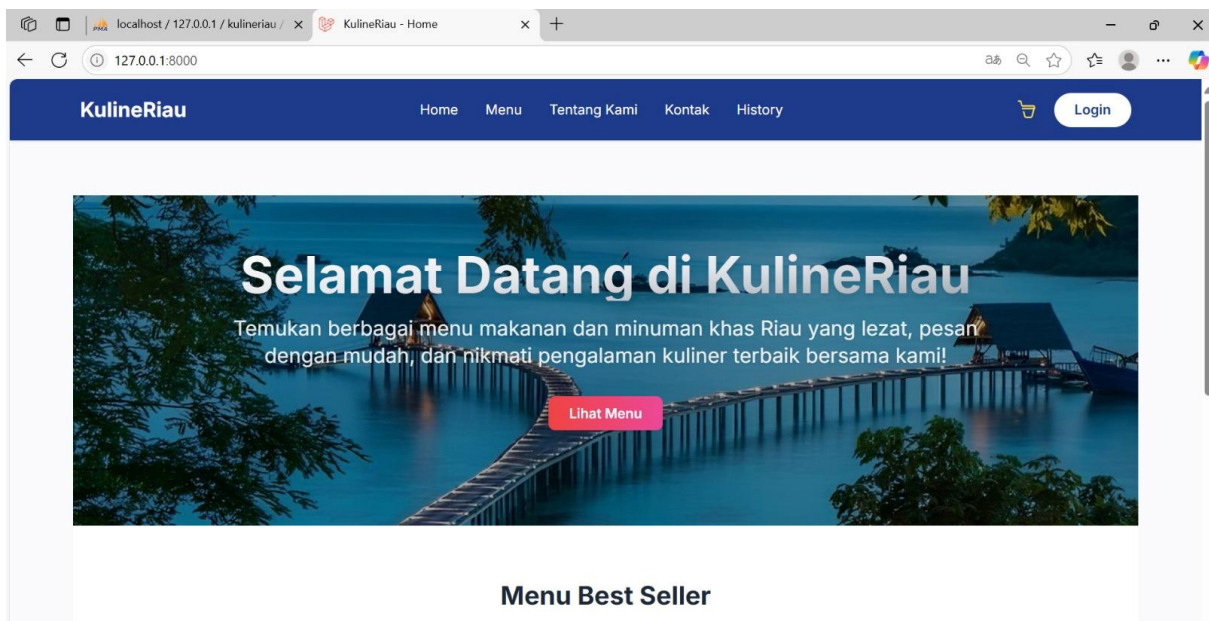 localhost / 127.0.0.1 / kulineriau /
KulineRiau - Home
127.0.0.1:8000
KulineRiau
Home Menu Tentang Kami Kontak History
Login
Selamat Datang di KulineRiau
Temukan berbagai menu makanan dan minuman khas Riau yang lezat, pesan
dengan mudah, dan nikmati pengalaman kuliner terbaik bersama kami!
Lihat Menu
Menu Best Seller